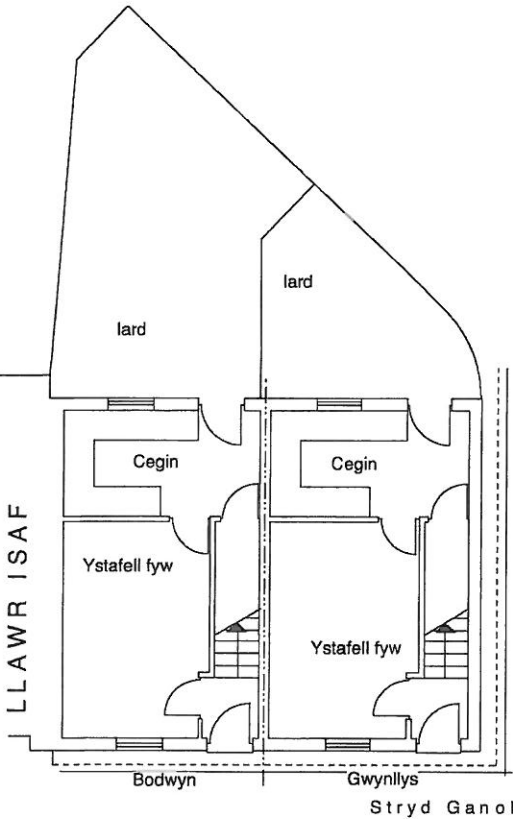 Iard
Iard
Cegin
Cegin
LLAWR ISAF
Ystafell fyw
Ystafell fyw
Bodwyn
Gwynllys
Stryd Ganol